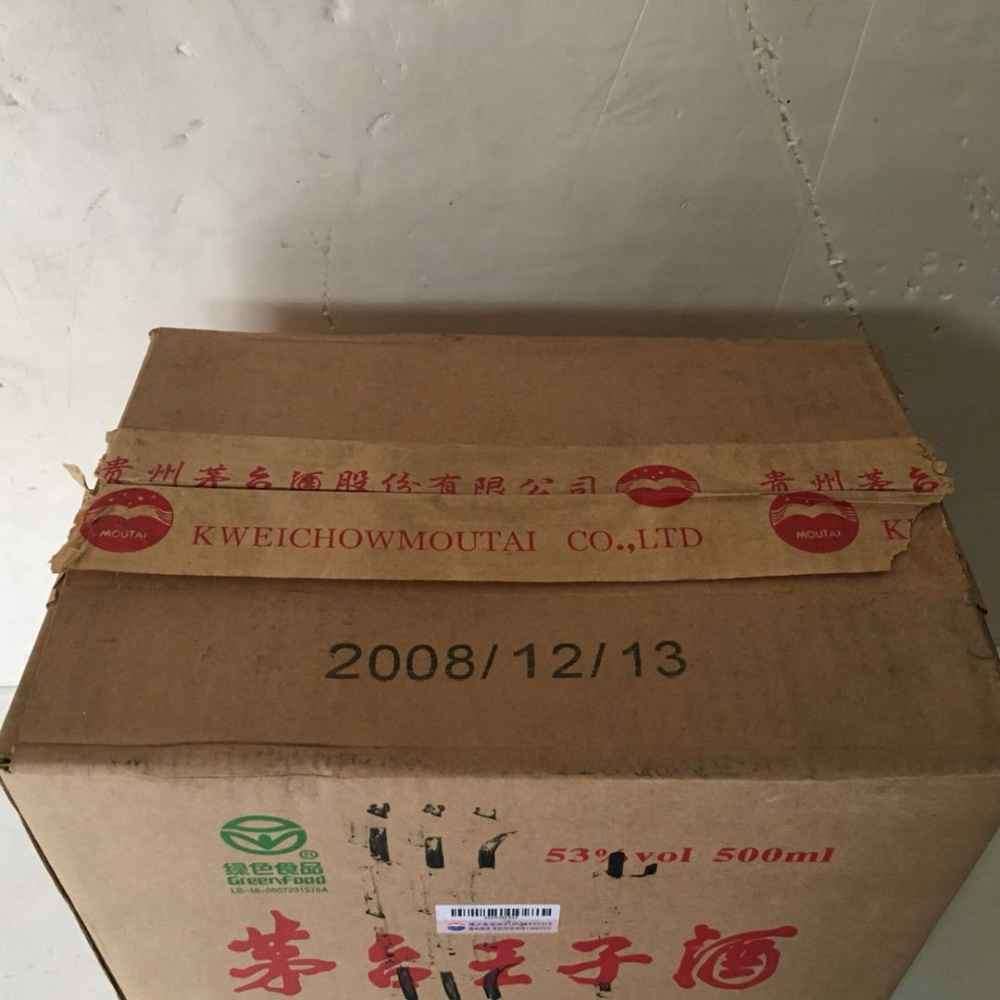 贵州茅台酒股份有限公司 贵州茅台
MOUTAI KWEICHOWMOUTAI CO.,LTD MOUTAI K
2008/12/13
绿色食品
®
GreenFood
53%vol 500ml
茅台王子酒